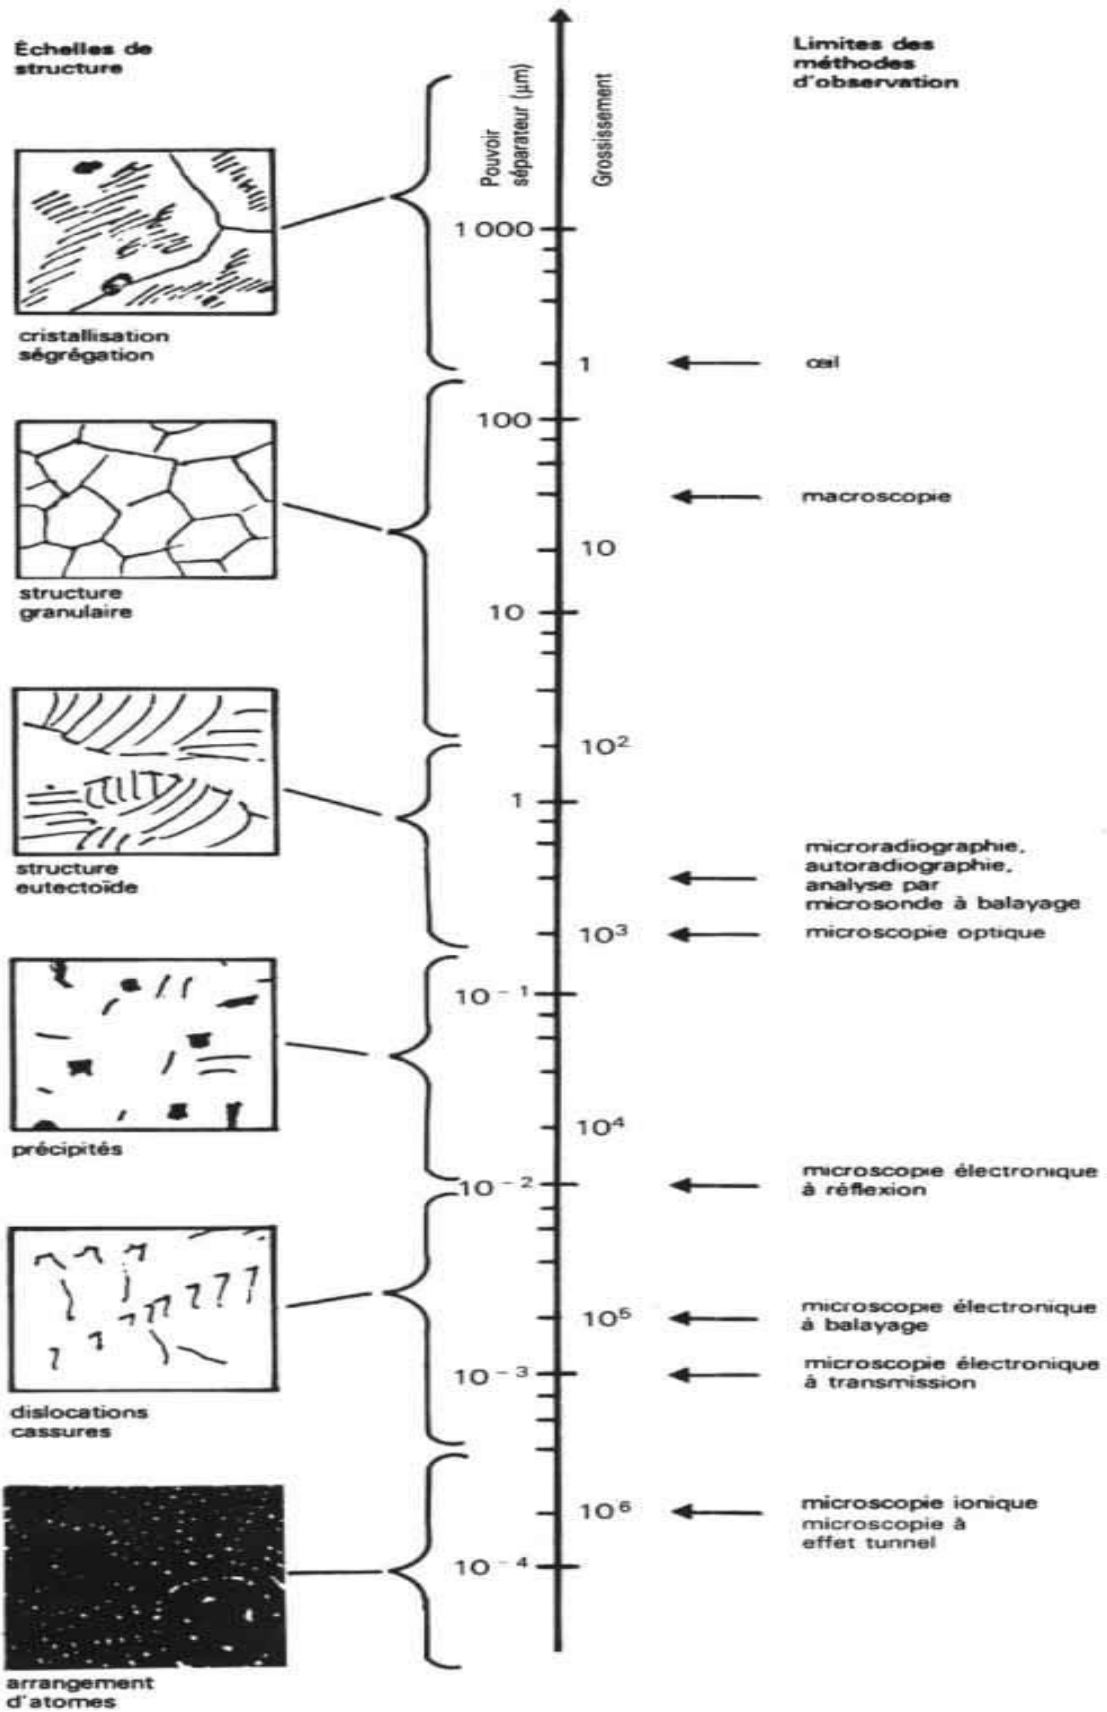 Échelles de
structure
Pouvoir
séparateur (μm)
Grossissement
Limites des
méthodes
d'observation
1 000
cristallisation
ségrégation
1
œil
100
macroscopie
10
structure
granulaire
10
10²
1
structure
eutectoïde
microradiographie,
autoradiographie,
analyse par
microsonde à balayage
10³
microscopie optique
10⁻¹
10⁴
précipités
10⁻²
microscopie électronique
à réflexion
10⁵
microscopie électronique
à balayage
10⁻³
microscopie électronique
à transmission
dislocations
cassures
10⁶
microscopie ionique
microscopie à
effet tunnel
10⁻⁴
arrangement
d'atomes